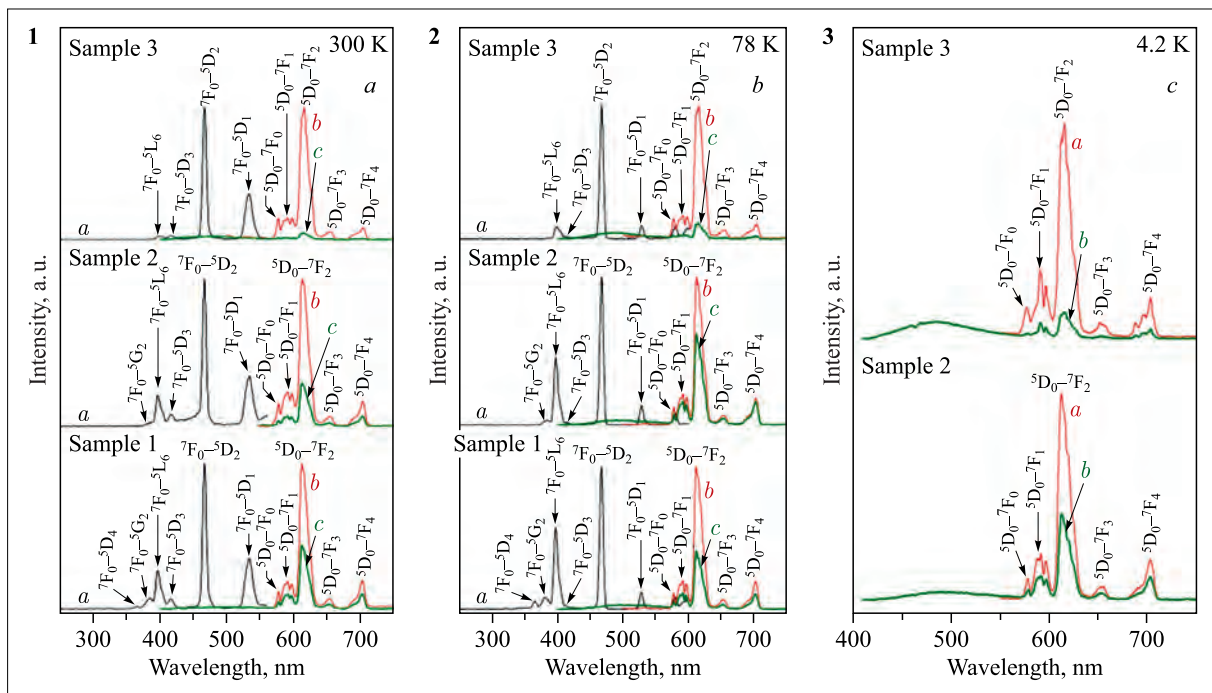 1
Sample 3
300 K
a
⁷F₀–⁵L₆
⁷F₀–⁵D₃
⁷F₀–⁵D₂
⁷F₀–⁵D₁
⁵D₀–⁷F₀
⁵D₀–⁷F₁
⁵D₀–⁷F₂
b
c
⁵D₀–⁷F₃
⁵D₀–⁷F₄
a
Sample 2
⁷F₀–⁵G₂
⁷F₀–⁵L₆
⁷F₀–⁵D₃
⁷F₀–⁵D₂
⁷F₀–⁵D₁
⁵D₀–⁷F₀
⁵D₀–⁷F₁
⁵D₀–⁷F₂
b
c
⁵D₀–⁷F₃
⁵D₀–⁷F₄
a
Sample 1
⁷F₀–⁵D₄
⁷F₀–⁵G₂
⁷F₀–⁵L₆
⁷F₀–⁵D₃
⁷F₀–⁵D₂
⁷F₀–⁵D₁
⁵D₀–⁷F₀
⁵D₀–⁷F₁
⁵D₀–⁷F₂
b
c
⁵D₀–⁷F₃
⁵D₀–⁷F₄
a
Intensity, a. u.
300 400 500 600 700
Wavelength, nm
2
Sample 3
78 K
b
⁷F₀–⁵L₆
⁷F₀–⁵D₃
⁷F₀–⁵D₂
⁷F₀–⁵D₁
⁵D₀–⁷F₀
⁵D₀–⁷F₁
⁵D₀–⁷F₂
b
c
⁵D₀–⁷F₃
⁵D₀–⁷F₄
a
Sample 2
⁷F₀–⁵G₂
⁷F₀–⁵L₆
⁷F₀–⁵D₃
⁷F₀–⁵D₂
⁷F₀–⁵D₁
⁵D₀–⁷F₀
⁵D₀–⁷F₁
⁵D₀–⁷F₂
b
c
⁵D₀–⁷F₃
⁵D₀–⁷F₄
a
Sample 1
⁷F₀–⁵D₄
⁷F₀–⁵G₂
⁷F₀–⁵L₆
⁷F₀–⁵D₃
⁷F₀–⁵D₂
⁷F₀–⁵D₁
⁵D₀–⁷F₀
⁵D₀–⁷F₁
⁵D₀–⁷F₂
b
c
⁵D₀–⁷F₃
⁵D₀–⁷F₄
a
Intensity, a. u.
300 400 500 600 700
Wavelength, nm
3
Sample 3
4.2 K
c
⁵D₀–⁷F₀
⁵D₀–⁷F₁
⁵D₀–⁷F₂
a
b
⁵D₀–⁷F₃
⁵D₀–⁷F₄
Sample 2
⁵D₀–⁷F₀
⁵D₀–⁷F₁
⁵D₀–⁷F₂
a
b
⁵D₀–⁷F₃
⁵D₀–⁷F₄
Intensity, a. u.
400 500 600 700
Wavelength, nm